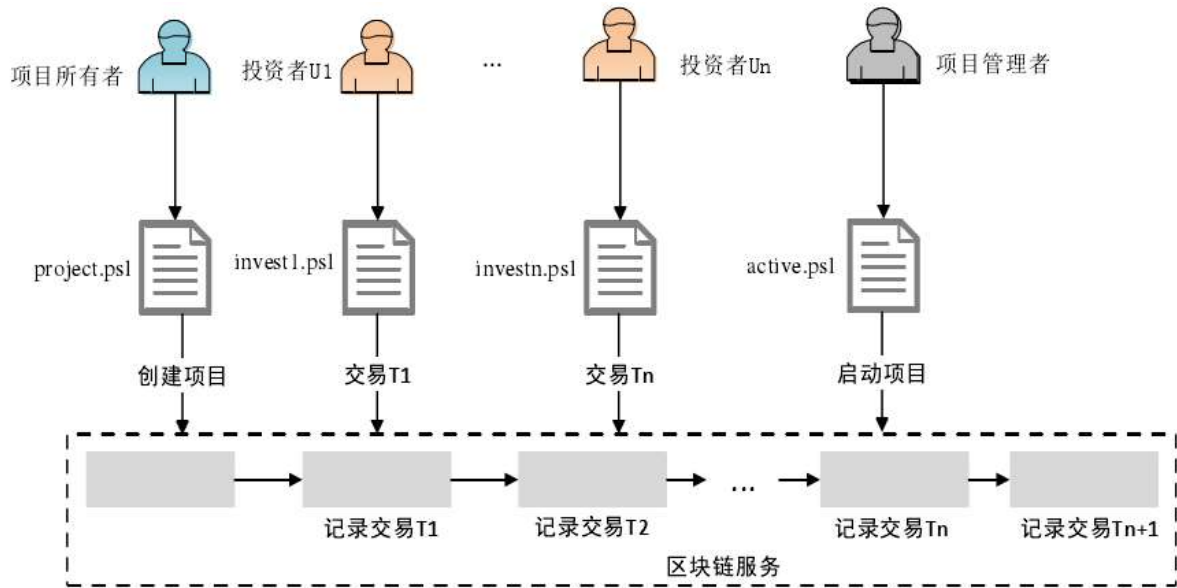 项目所有者
投资者U1
...
投资者Un
项目管理者
project.psl
invest1.psl
investn.psl
active.psl
创建项目
交易T1
交易Tn
启动项目
...
记录交易T1
记录交易T2
记录交易Tn
记录交易Tn+1
区块链服务